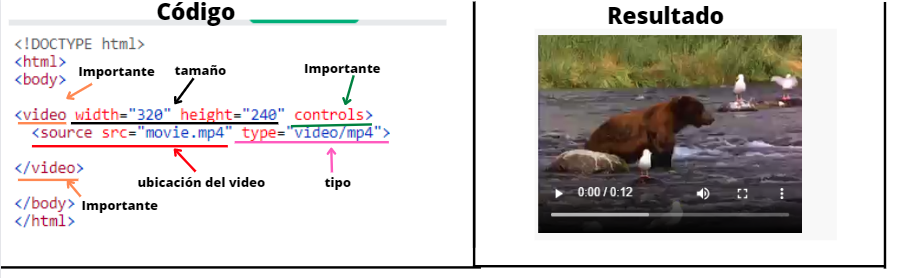 Código
<!DOCTYPE html>
<html>
<body>
Importante
tamaño
Importante
<video width="320" height="240" controls>
<source src="movie.mp4" type="video/mp4">
</video>
ubicación del video
tipo
Importante
</body>
</html>
Resultado
0:00 / 0:12